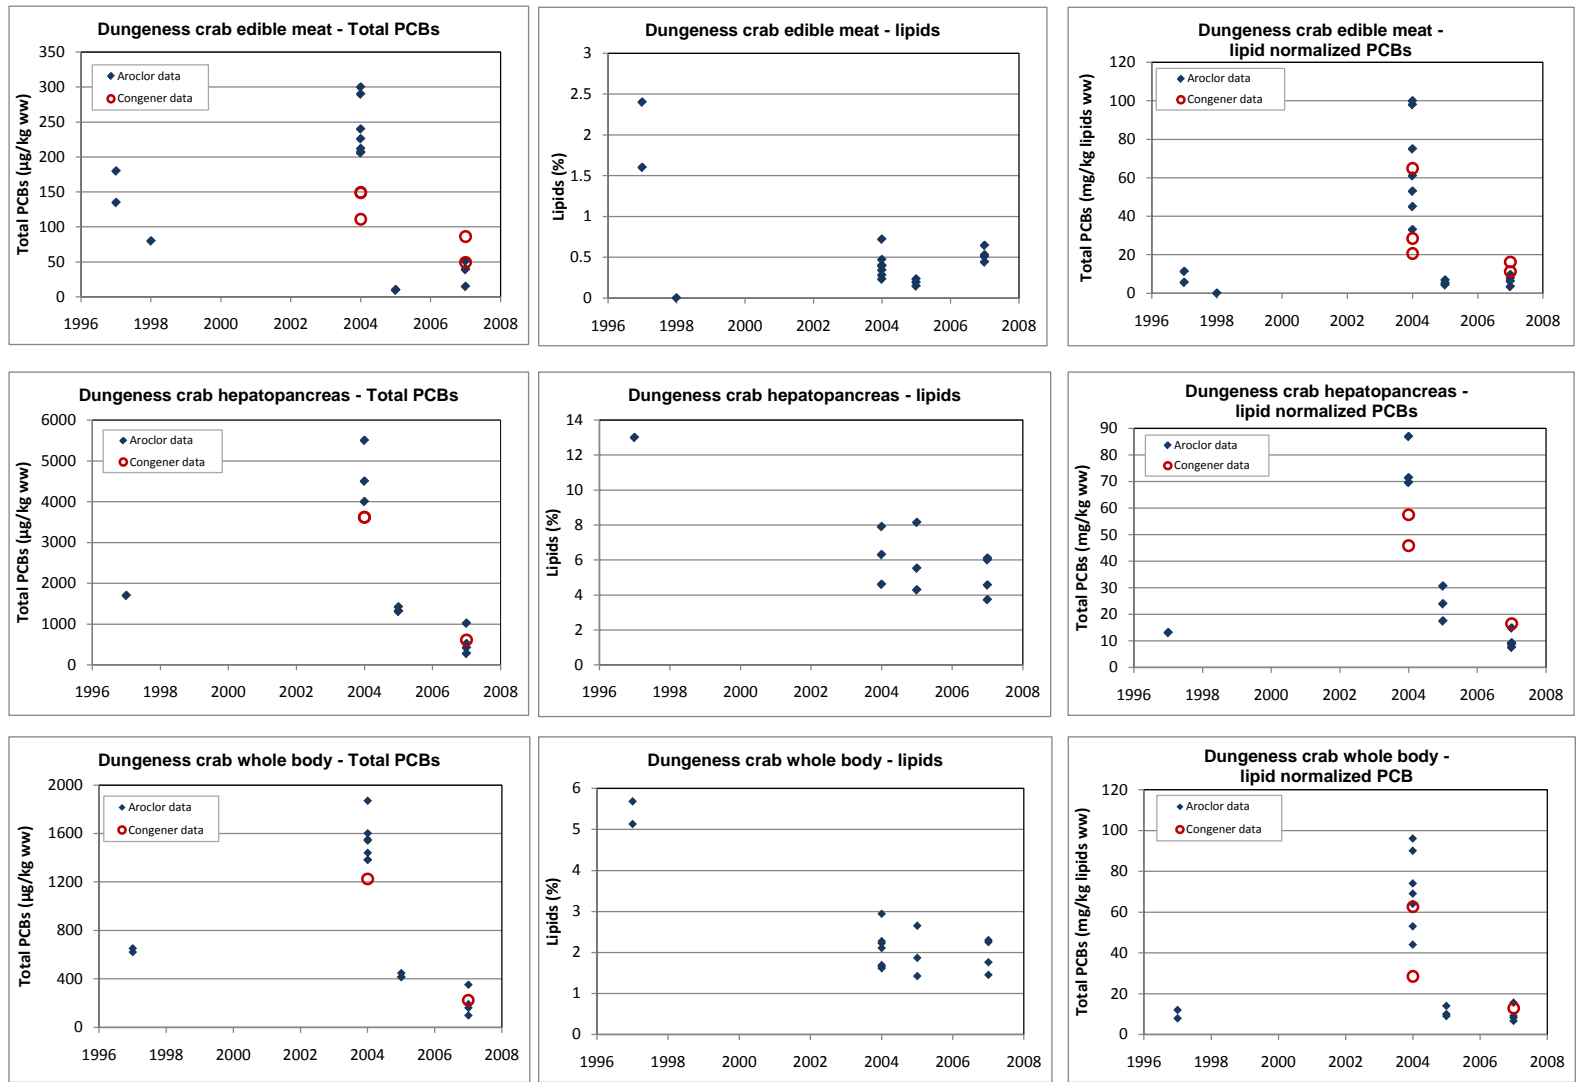 Dungeness crab edible meat - Total PCBs
350
300
250
200
150
100
50
0
Total PCBs (µg/kg ww)
Aroclor data
Congener data
1996 1998 2000 2002 2004 2006 2008
Dungeness crab edible meat - lipids
3
2.5
2
1.5
1
0.5
0
Lipids (%)
1996 1998 2000 2002 2004 2006 2008
Dungeness crab edible meat -
lipid normalized PCBs
120
100
80
60
40
20
0
Total PCBs (mg/kg lipids ww)
Aroclor data
Congener data
1996 1998 2000 2002 2004 2006 2008
Dungeness crab hepatopancreas - Total PCBs
6000
5000
4000
3000
2000
1000
0
Total PCBs (µg/kg ww)
Aroclor data
Congener data
1996 1998 2000 2002 2004 2006 2008
Dungeness crab hepatopancreas - lipids
14
12
10
8
6
4
2
0
Lipids (%)
1996 1998 2000 2002 2004 2006 2008
Dungeness crab hepatopancreas -
lipid normalized PCBs
90
80
70
60
50
40
30
20
10
0
Total PCBs (mg/kg ww)
Aroclor data
Congener data
1996 1998 2000 2002 2004 2006 2008
Dungeness crab whole body - Total PCBs
2000
1600
1200
800
400
0
Total PCBs (µg/kg ww)
Aroclor data
Congener data
1996 1998 2000 2002 2004 2006 2008
Dungeness crab whole body - lipids
6
5
4
3
2
1
0
Lipids (%)
1996 1998 2000 2002 2004 2006 2008
Dungeness crab whole body -
lipid normalized PCB
120
100
80
60
40
20
0
Total PCBs (mg/kg lipids ww)
Aroclor data
Congener data
1996 1998 2000 2002 2004 2006 2008